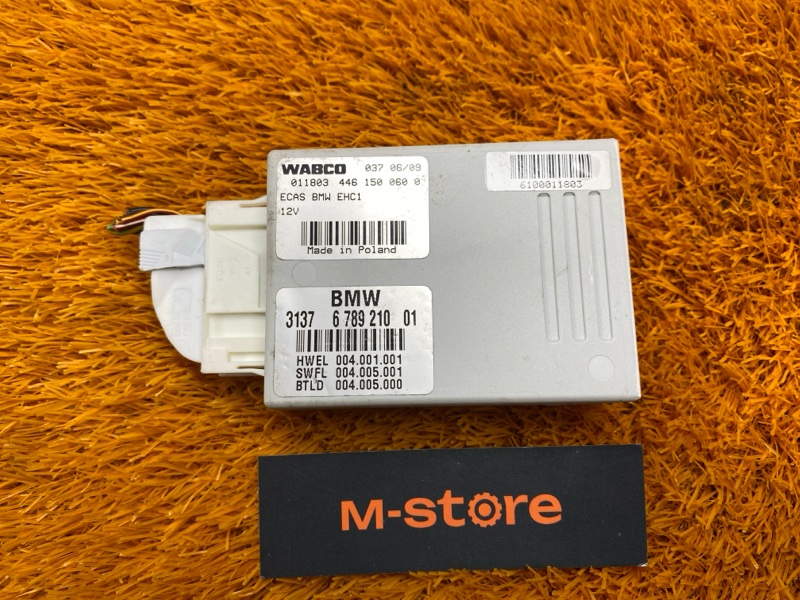 WABCO 037 06/09
011803 446 150 060 0
ECAS BMW EHC1
12V
Made in Poland
6100011803
BMW
3137 6 789 210 01
HWEL 004.001.001
SWFL 004.005.001
BTLD 004.005.000
M-store